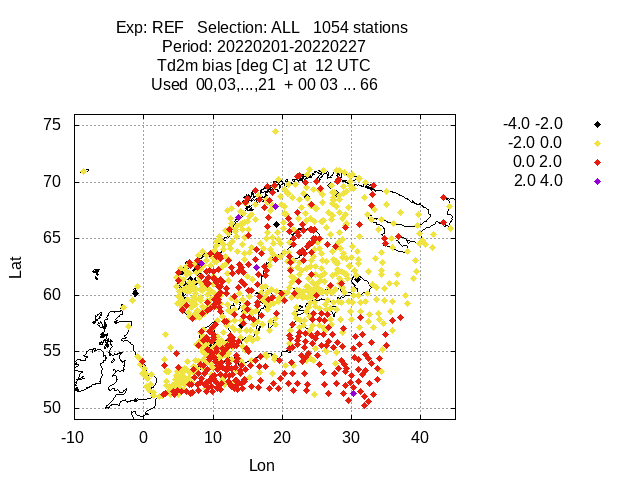 Exp: REF   Selection: ALL   1054 stations
Period: 20220201-20220227
Td2m bias [deg C] at  12 UTC
Used  00,03,...,21  + 00 03 ... 66
-4.0 -2.0
-2.0 0.0
0.0 2.0
2.0 4.0
75
70
65
60
55
50
Lat
-10 0 10 20 30 40
Lon